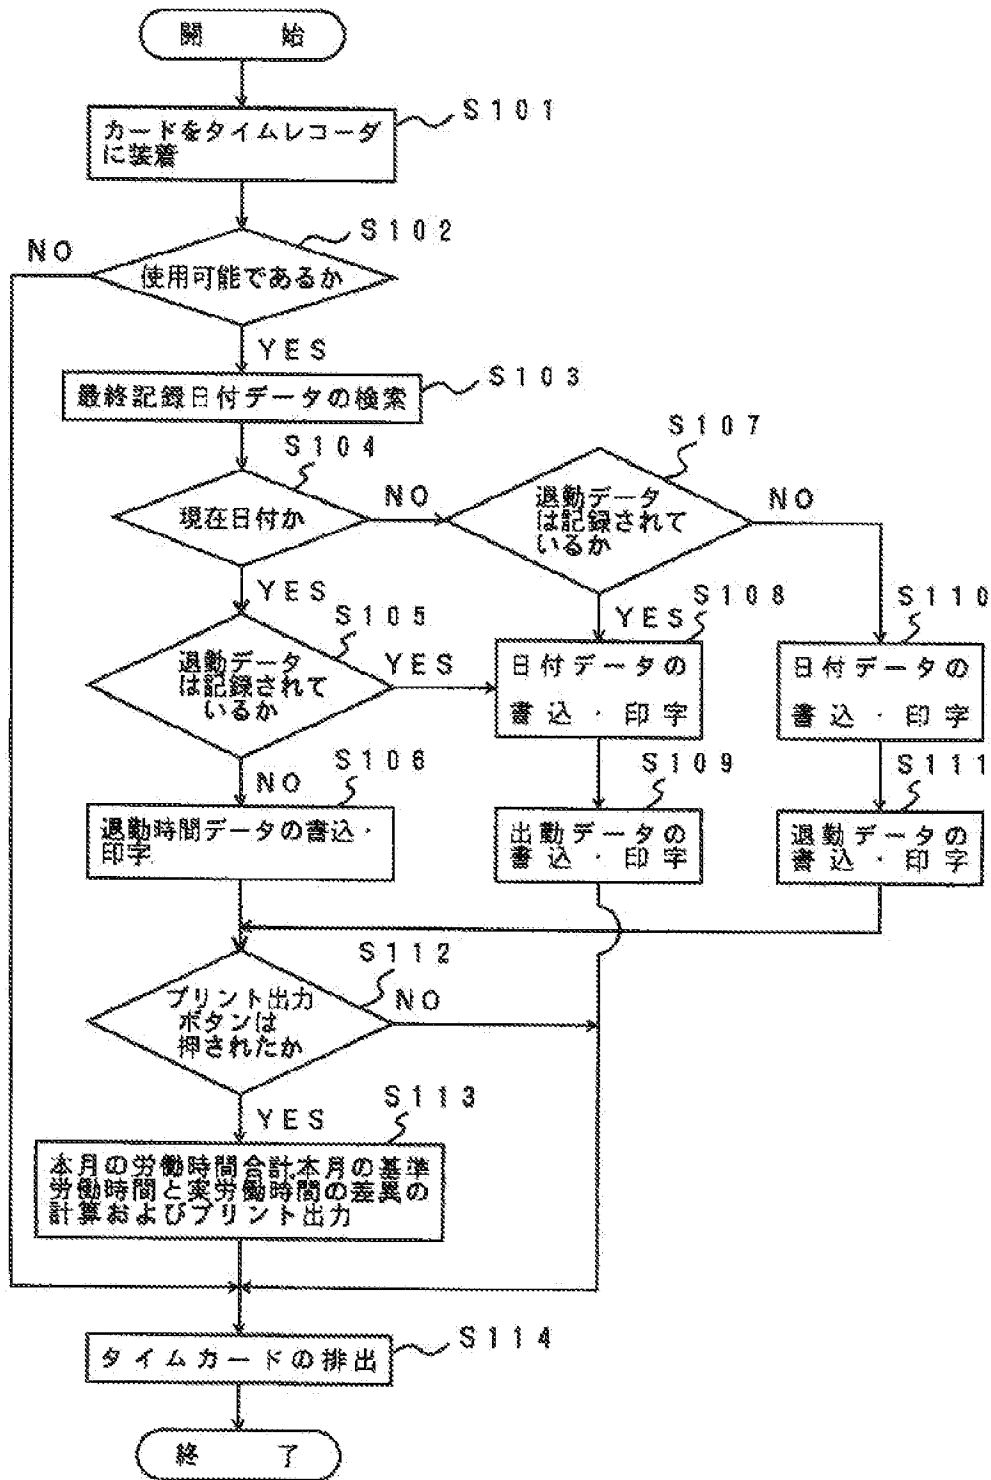 開　始
S101
カードをタイムレコーダ
に装着
S102
NO
使用可能であるか
YES
S103
最終記録日付データの検索
S104
現在日付か
NO
S107
退勤データ
は記録されて
いるか
NO
YES
YES
S105
退勤データ
は記録されて
いるか
YES
S108
日付データの
書込・印字
S110
日付データの
書込・印字
NO
S106
退勤時間データの書込・
印字
S109
出勤データの
書込・印字
S111
退勤データの
書込・印字
S112
プリント出力
ボタンは
押されたか
NO
YES
S113
本月の労働時間合計,本月の基準
労働時間と実労働時間の差異の
計算およびプリント出力
S114
タイムカードの排出
終　了